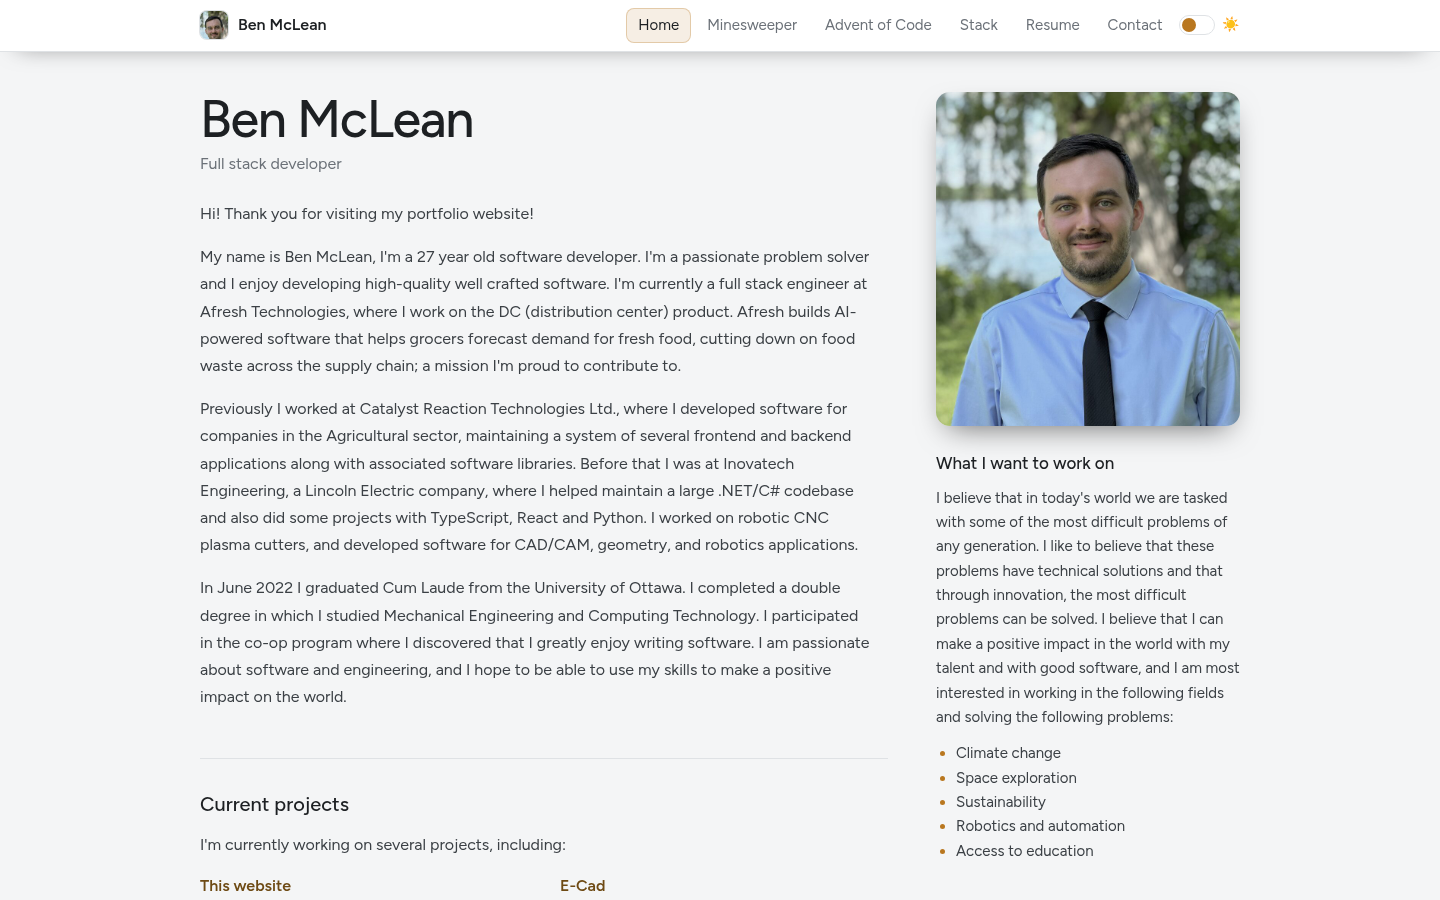 Ben McLean
Home
Minesweeper
Advent of Code
Stack
Resume
Contact
Ben McLean
Full stack developer
Hi! Thank you for visiting my portfolio website!
My name is Ben McLean, I'm a 27 year old software developer. I'm a passionate problem solver
and I enjoy developing high-quality well crafted software. I'm currently a full stack engineer at
Afresh Technologies, where I work on the DC (distribution center) product. Afresh builds AI-
powered software that helps grocers forecast demand for fresh food, cutting down on food
waste across the supply chain; a mission I'm proud to contribute to.
Previously I worked at Catalyst Reaction Technologies Ltd., where I developed software for
companies in the Agricultural sector, maintaining a system of several frontend and backend
applications along with associated software libraries. Before that I was at Inovatech
Engineering, a Lincoln Electric company, where I helped maintain a large .NET/C# codebase
and also did some projects with TypeScript, React and Python. I worked on robotic CNC
plasma cutters, and developed software for CAD/CAM, geometry, and robotics applications.
In June 2022 I graduated Cum Laude from the University of Ottawa. I completed a double
degree in which I studied Mechanical Engineering and Computing Technology. I participated
in the co-op program where I discovered that I greatly enjoy writing software. I am passionate
about software and engineering, and I hope to be able to use my skills to make a positive
impact on the world.
Current projects
I'm currently working on several projects, including:
This website
E-Cad
What I want to work on
I believe that in today's world we are tasked
with some of the most difficult problems of
any generation. I like to believe that these
problems have technical solutions and that
through innovation, the most difficult
problems can be solved. I believe that I can
make a positive impact in the world with my
talent and with good software, and I am most
interested in working in the following fields
and solving the following problems:
Climate change
Space exploration
Sustainability
Robotics and automation
Access to education